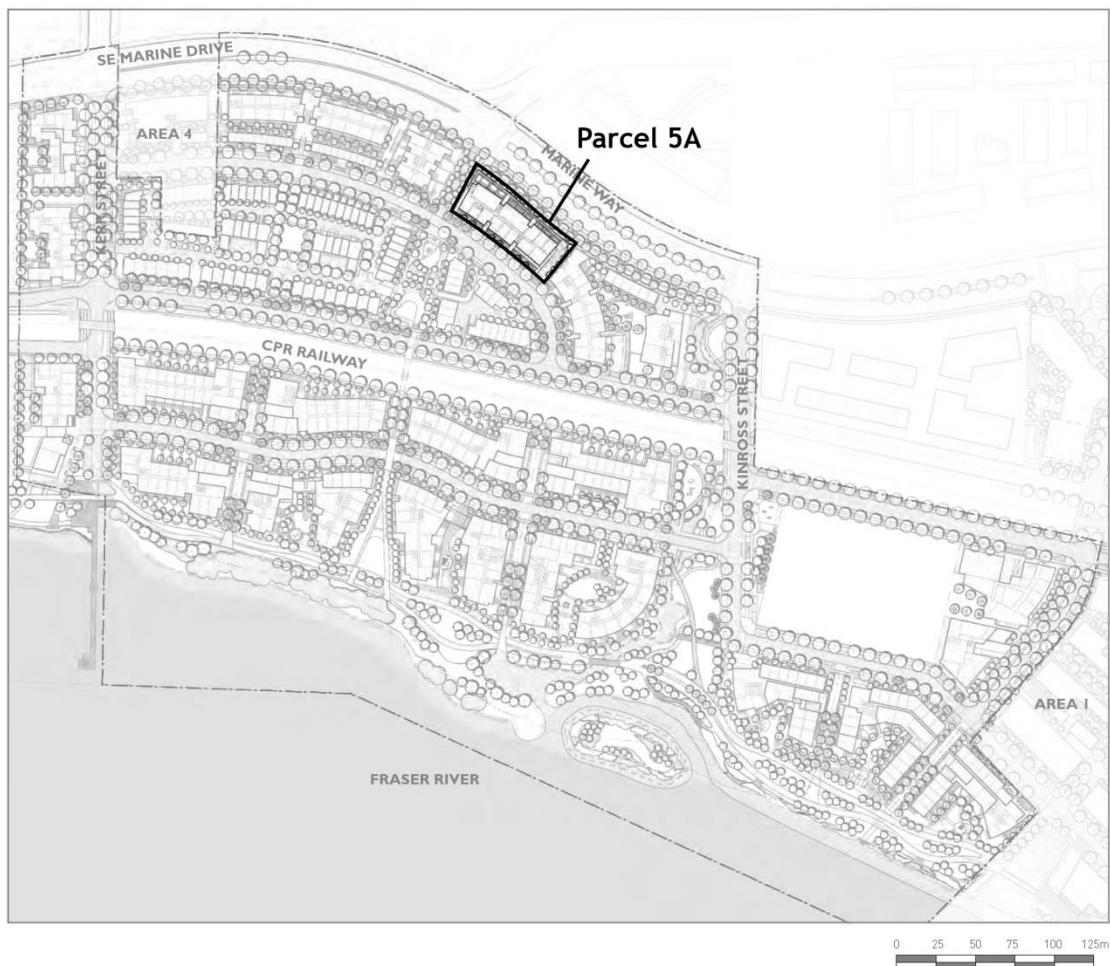 SE MARINE DRIVE
AREA 4
KERR STREET
Parcel 5A
MARINE WAY
CPR RAILWAY
KINROSS STREET
AREA 1
FRASER RIVER
0 25 50 75 100 125m